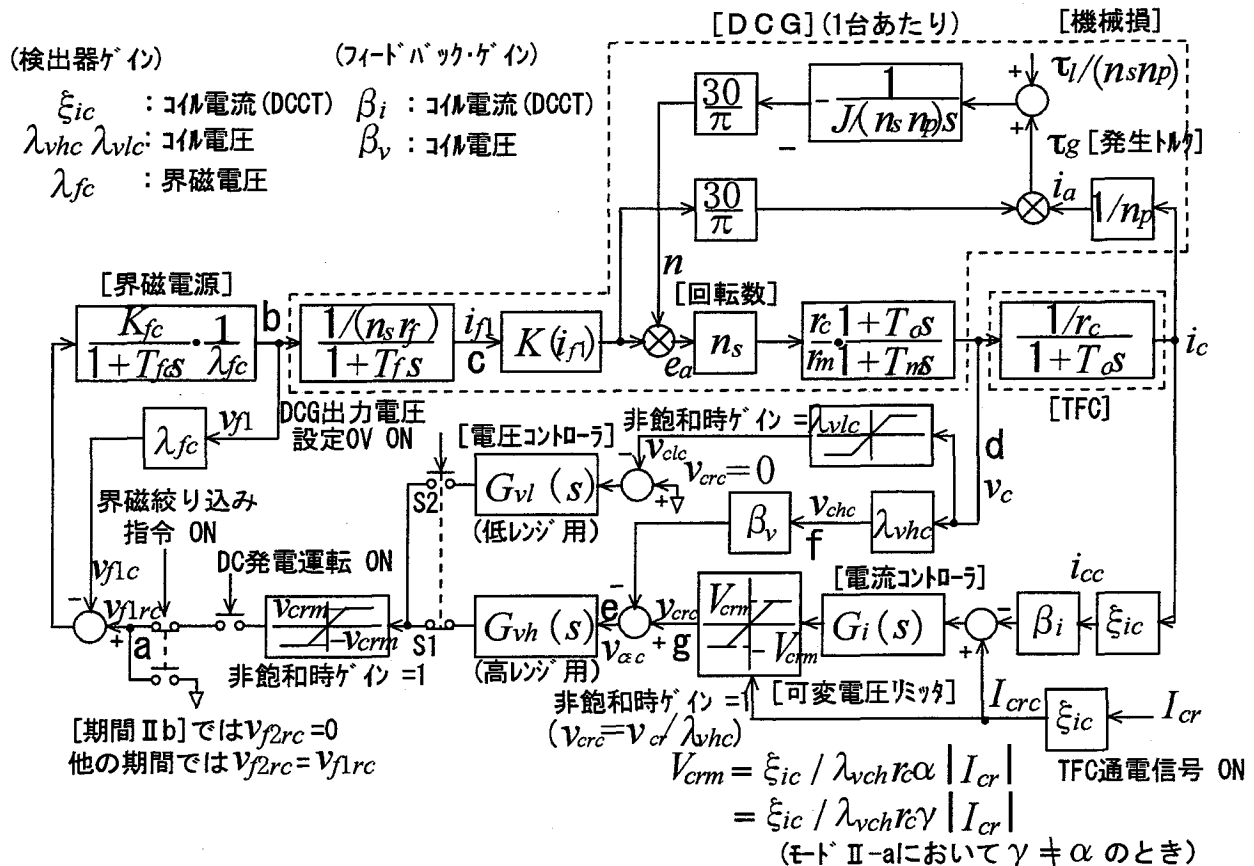 [DCG](1台あたり)
[機械損]
(検出器ゲイン)
(フィードバック・ゲイン)
ξic :コイル電流(DCCT)
λvhc λvlc:コイル電圧
λfc :界磁電圧
βi :コイル電流(DCCT)
βv :コイル電圧
30/π
-
1/J/(ns np)s
-
+
τl/(nsnp)
+
τg[発生トルク]
30/π
ia
1/np
n
[回転数]
[界磁電源]
Kfc/1+Tfcs・1/λfc
b
1/(ns rf)/1+Tf s
if1
c
K(if1)
ea
ns
rc/rm・1+Tos/1+Tms
1/rc/1+Tos
ic
[TFC]
DCG出力電圧
設定0V ON
λfc
vf1
[電圧コントローラ]
非飽和時ゲイン=
λvlc
d
vc
S2
Gvl(s)
(低レンジ用)
-
vclc
vcrc=0
+
βv
vchc
f
λvhc
界磁絞り込み
指令 ON
DC発電運転 ON
vf1c
-
vf1rc
+
a
vcrm
-vcrm
非飽和時ゲイン=1
S1
Gvh(s)
(高レンジ用)
e
-
vcrc
+
g
Vcrm
-Vcrm
[電流コントローラ]
Gi(s)
-
+
βi
icc
ξic
非飽和時ゲイン=1
[可変電圧リミッタ]
(vcrc=vcr/λvhc)
Icrc
ξic
Icr
TFC通電信号 ON
[期間Ⅱb]ではvf2rc=0
他の期間ではvf2rc=vf1rc
Vcrm=ξic/λvchrcα|Icr|
=ξic/λvchrcγ|Icr|
(モードⅡ-aにおいてγ≠αのとき)